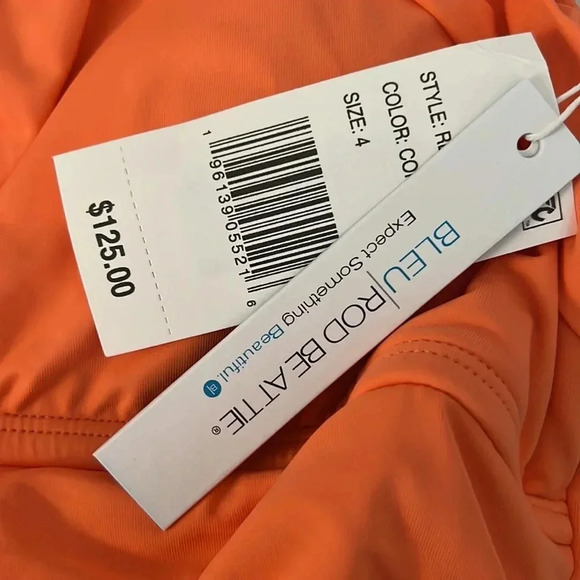 STYLE: R
COLOR: CO
SIZE: 4
1 96139 05521 6
$125.00
BLEU|ROD BEATTIE®
Expect Something Beautiful.